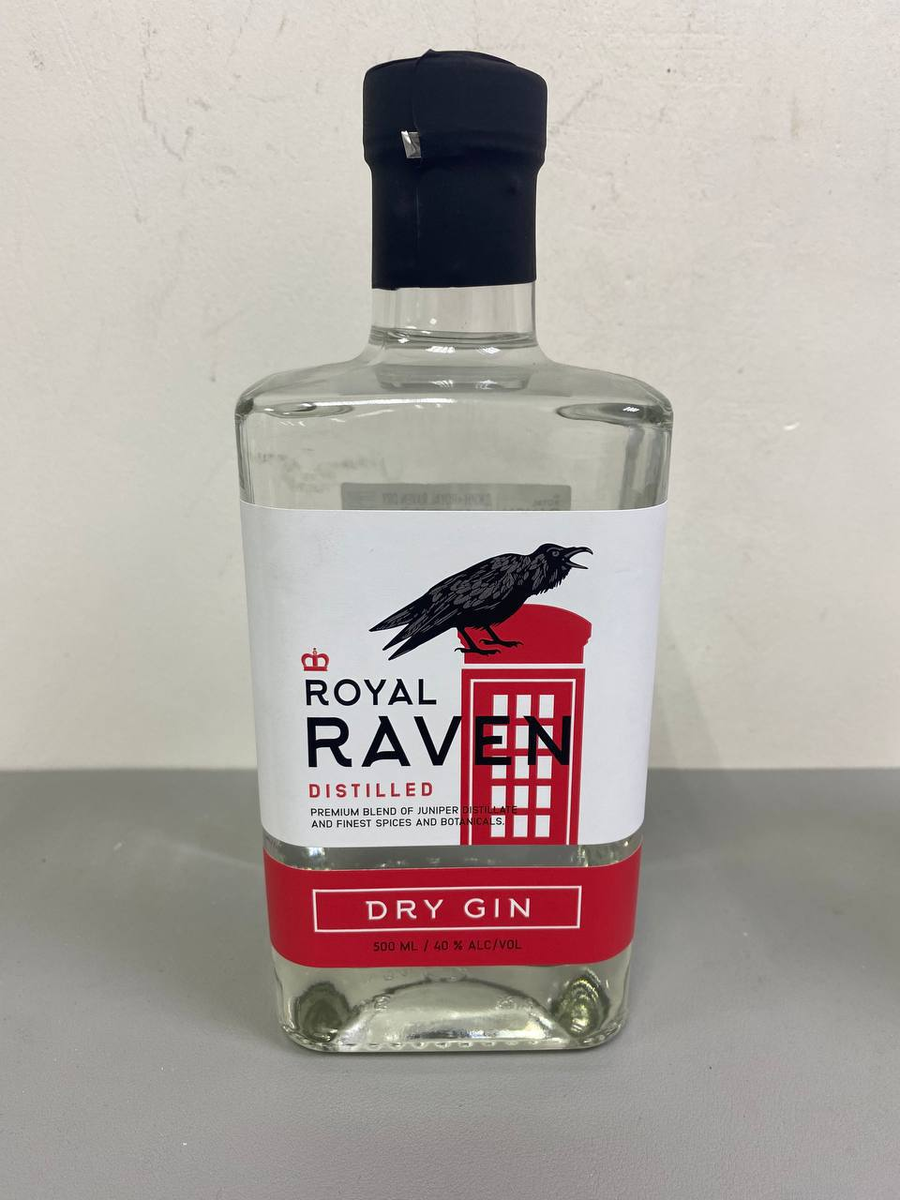 ROYAL
RAVEN
DISTILLED
PREMIUM BLEND OF JUNIPER DISTILLATE
AND FINEST SPICES AND BOTANICALS.
DRY GIN
500 ML / 40 % ALC/VOL